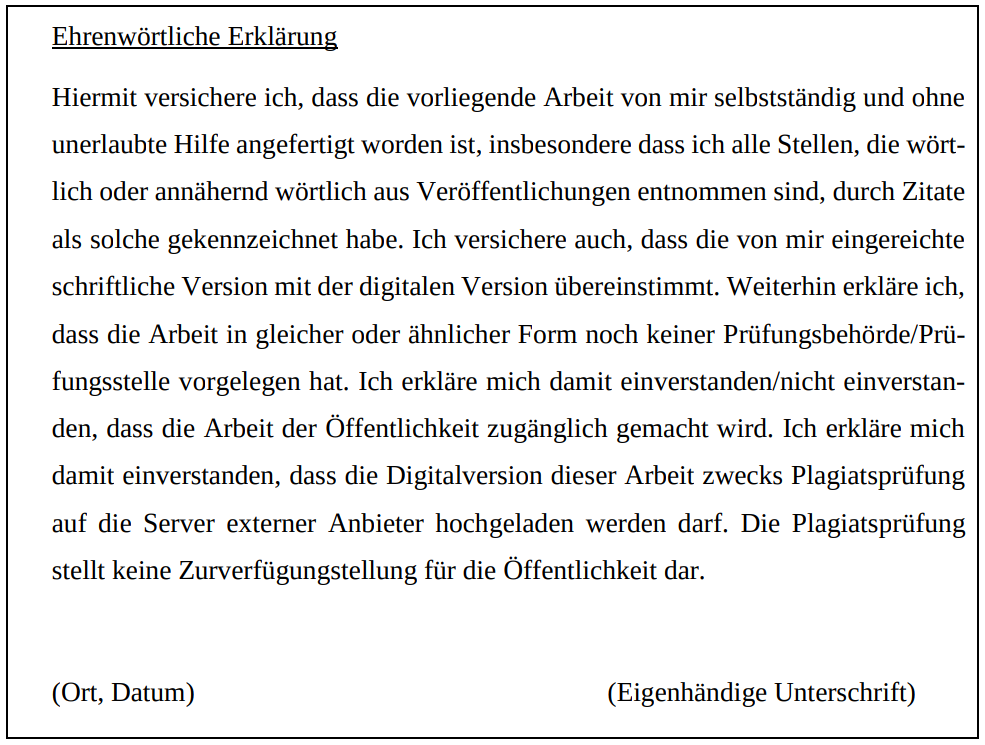 Ehrenwörtliche Erklärung
Hiermit versichere ich, dass die vorliegende Arbeit von mir selbstständig und ohne
unerlaubte Hilfe angefertigt worden ist, insbesondere dass ich alle Stellen, die wört-
lich oder annähernd wörtlich aus Veröffentlichungen entnommen sind, durch Zitate
als solche gekennzeichnet habe. Ich versichere auch, dass die von mir eingereichte
schriftliche Version mit der digitalen Version übereinstimmt. Weiterhin erkläre ich,
dass die Arbeit in gleicher oder ähnlicher Form noch keiner Prüfungsbehörde/Prü-
fungsstelle vorgelegen hat. Ich erkläre mich damit einverstanden/nicht einverstan-
den, dass die Arbeit der Öffentlichkeit zugänglich gemacht wird. Ich erkläre mich
damit einverstanden, dass die Digitalversion dieser Arbeit zwecks Plagiatsprüfung
auf die Server externer Anbieter hochgeladen werden darf. Die Plagiatsprüfung
stellt keine Zurverfügungstellung für die Öffentlichkeit dar.
(Ort, Datum) (Eigenhändige Unterschrift)